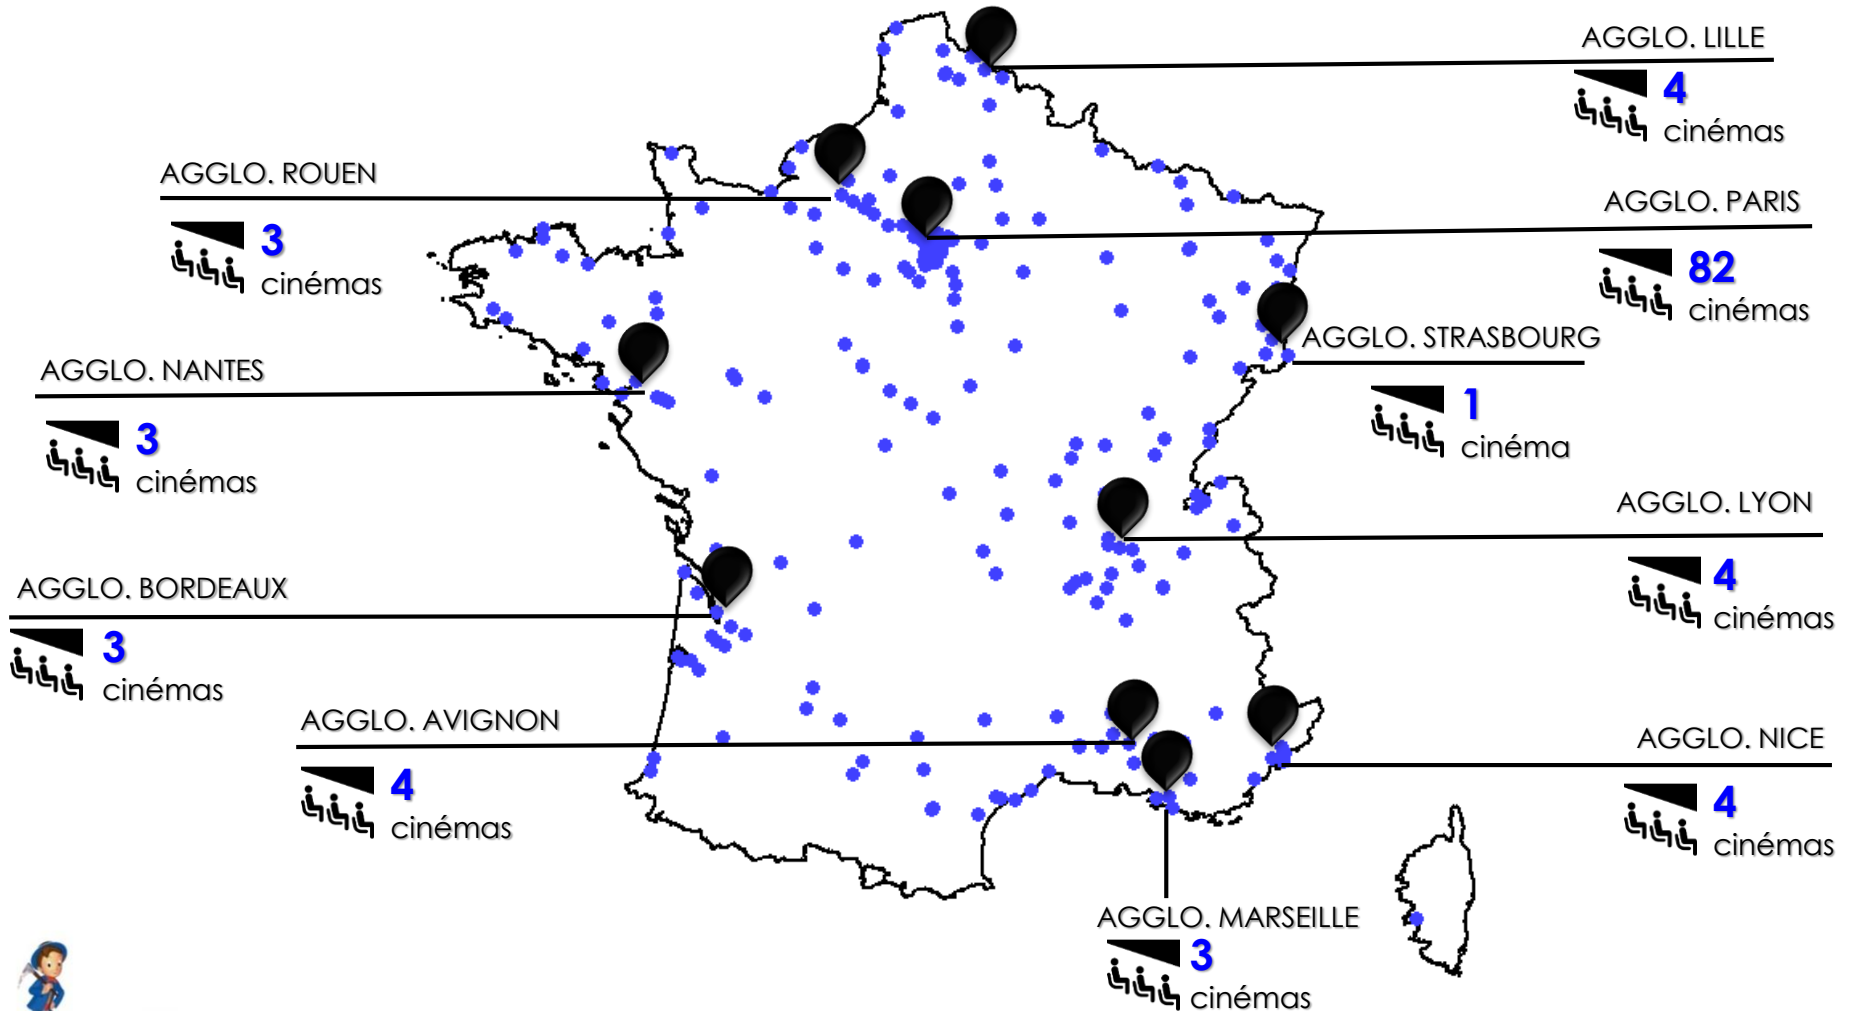 AGGLO. LILLE
4
cinémas
AGGLO. ROUEN
3
cinémas
AGGLO. PARIS
82
cinémas
AGGLO. STRASBOURG
1
cinéma
AGGLO. NANTES
3
cinémas
AGGLO. LYON
4
cinémas
AGGLO. BORDEAUX
3
cinémas
AGGLO. AVIGNON
4
cinémas
AGGLO. NICE
4
cinémas
AGGLO. MARSEILLE
3
cinémas